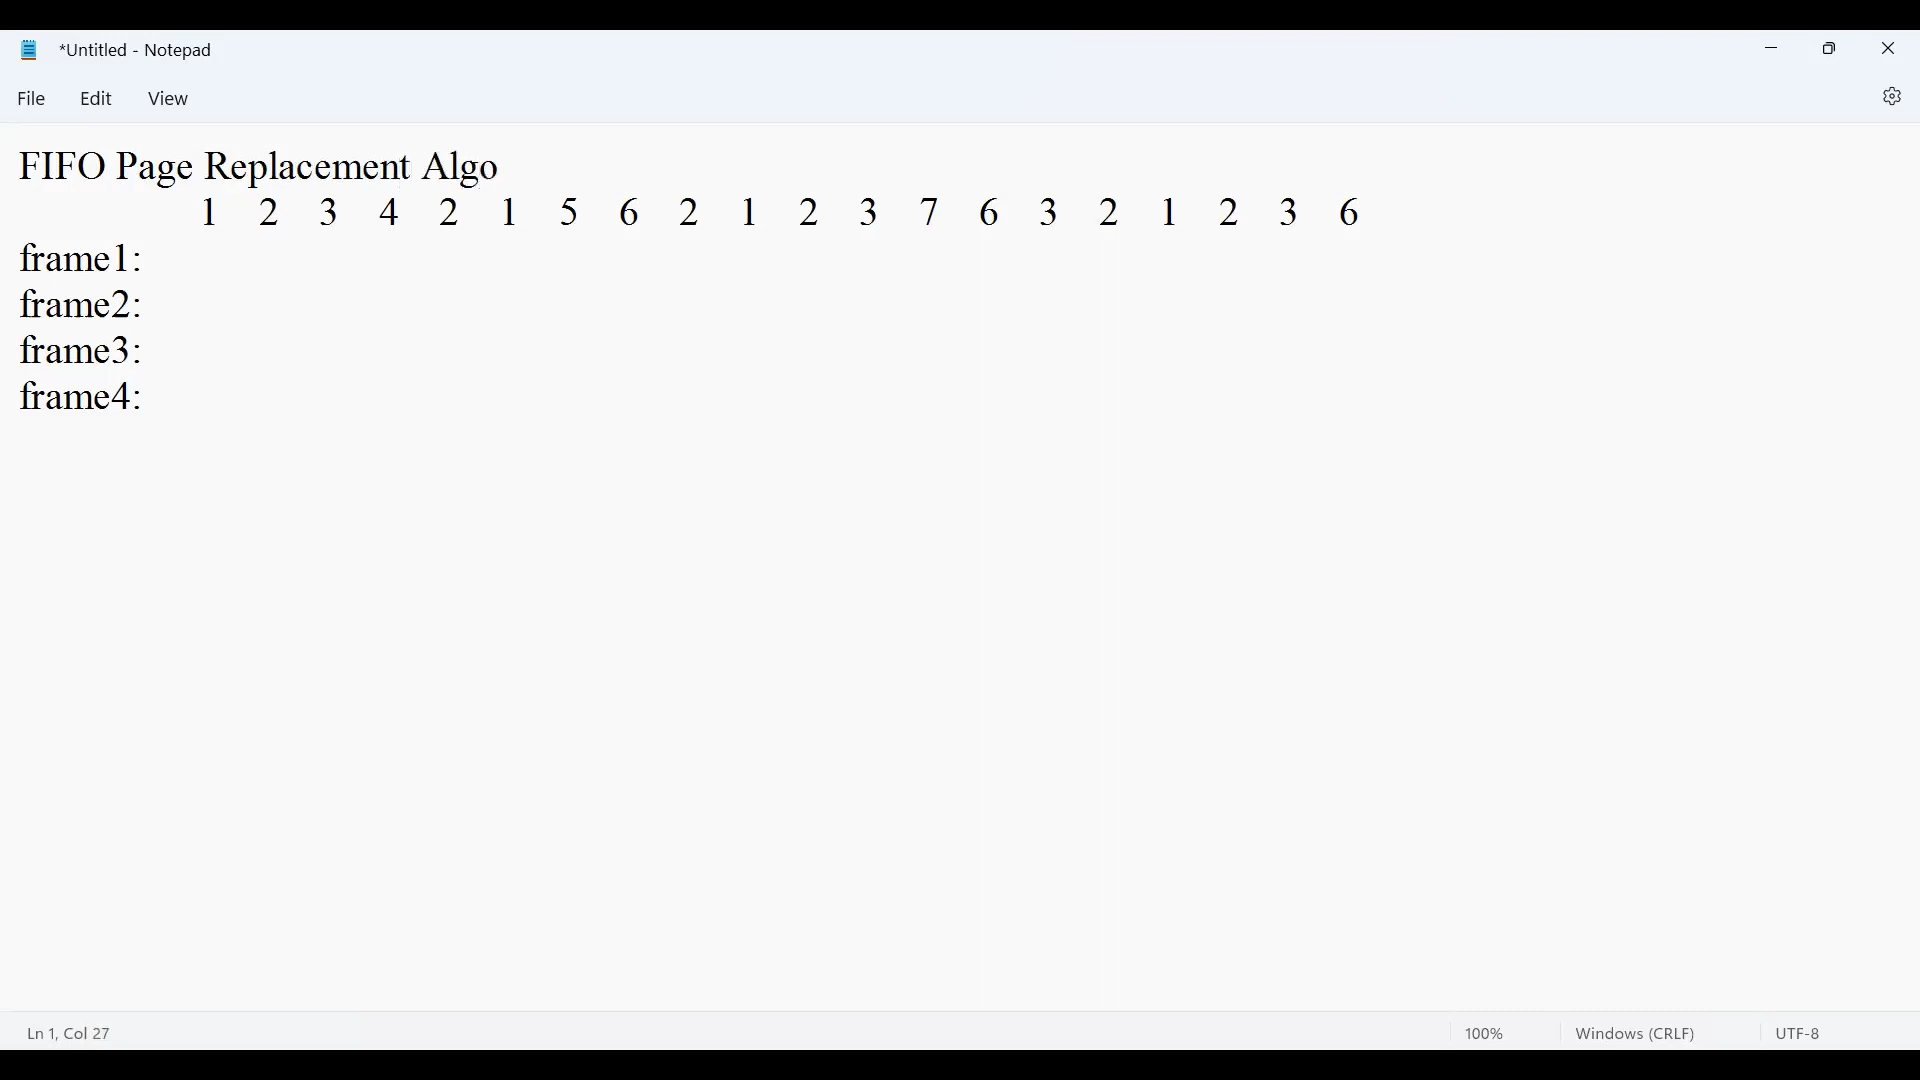 *Untitled - Notepad
File Edit View
FIFO Page Replacement Algo
1 2 3 4 2 1 5 6 2 1 2 3 7 6 3 2 1 2 3 6
frame1:
frame2:
frame3:
frame4:
Ln 1, Col 27 100% Windows (CRLF) UTF-8